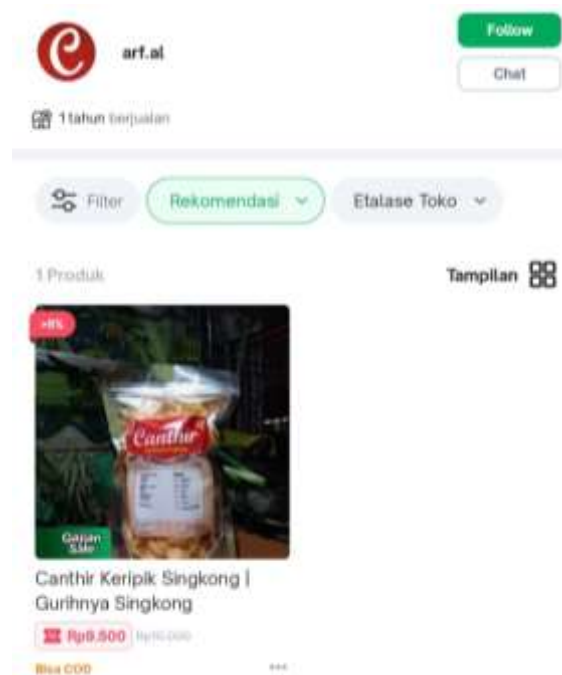 arf.al
Follow
Chat
1 tahun berjualan
Filter
Rekomendasi
Etalase Toko
1 Produk
Tampilan
Canthir
Gajian
Sale
Canthir Keripik Singkong |
Gurihnya Singkong
Rp9.500
Bisa COD